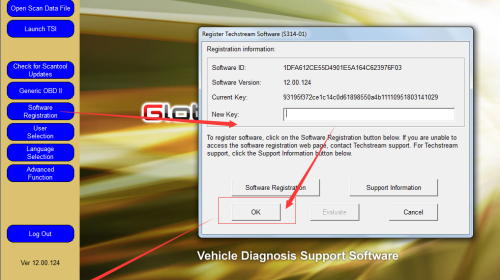 Open Scan Data File
Launch TSI
Check for Scantool
Updates
Generic OBD II
Software
Registration
User
Selection
Language
Selection
Advanced
Function
Log Out
Ver 12.00.124
Register Techstream Software (S314-01)
Registration information:
Software ID: 1DFA612CE55D4901E5A164C623976F03
Software Version: 12.00.124
Current Key: 93195f372ce1c14c0d61898550a4b11110951803141029
New Key:
To register software, click on the Software Registration button below. If you are unable to
access the software registration web page, contact Techstream support. For Techstream
support, click the Support Information button below.
Software Registration Support Information
OK Evaluate Cancel
Vehicle Diagnosis Support Software